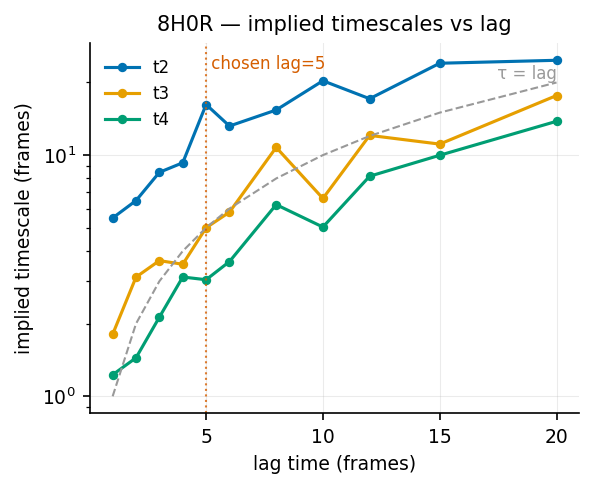 8H0R — implied timescales vs lag
t2
t3
t4
chosen lag=5
τ = lag
implied timescale (frames)
10¹
10⁰
5
10
15
20
lag time (frames)